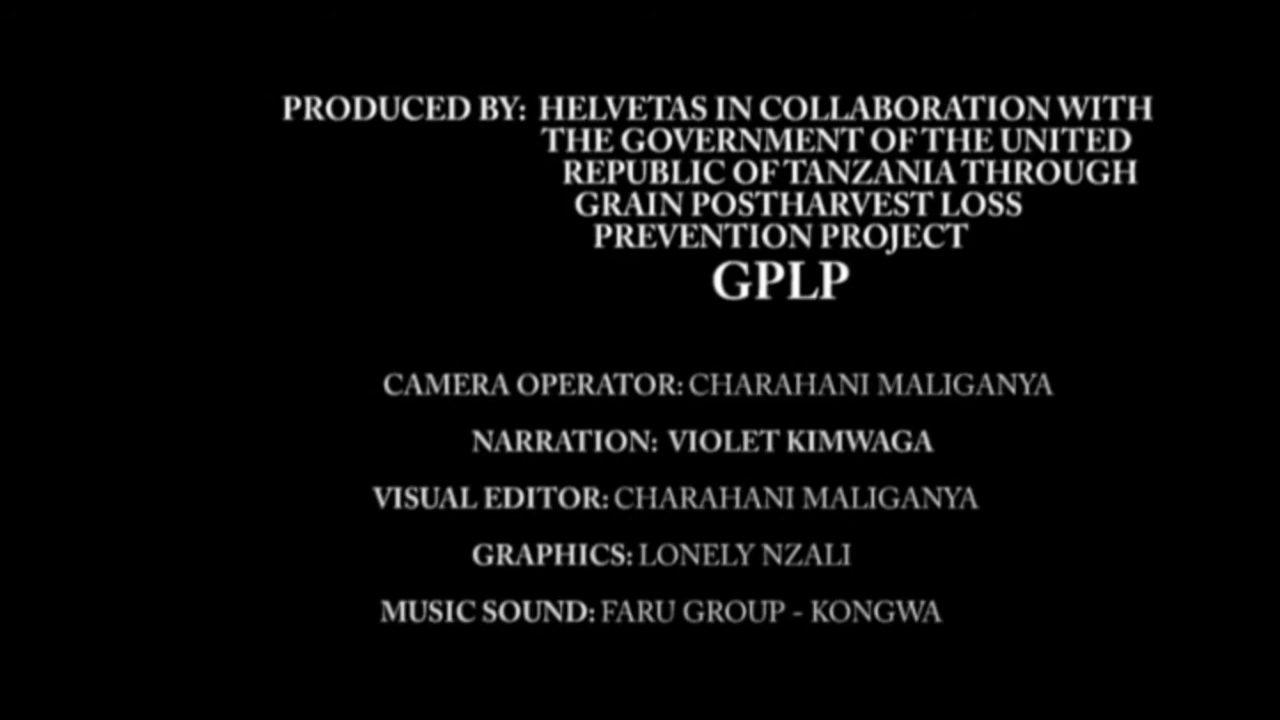 PRODUCED BY: HELVETAS IN COLLABORATION WITH
THE GOVERNMENT OF THE UNITED
REPUBLIC OF TANZANIA THROUGH
GRAIN POSTHARVEST LOSS
PREVENTION PROJECT
GPLP
CAMERA OPERATOR: CHARAHANI MALIGANYA
NARRATION: VIOLET KIMWAGA
VISUAL EDITOR: CHARAHANI MALIGANYA
GRAPHICS: LONELY NZALI
MUSIC SOUND: FARU GROUP - KONGWA